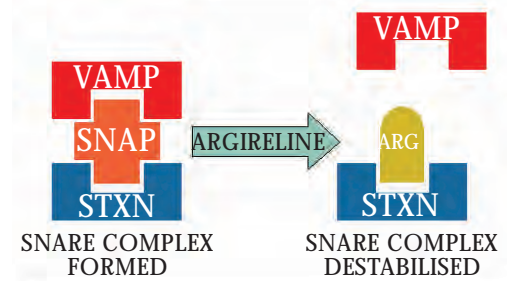 VAMP
SNAP
STXN
SNARE COMPLEX
FORMED
ARGIRELINE
VAMP
ARG
STXN
SNARE COMPLEX
DESTABILISED